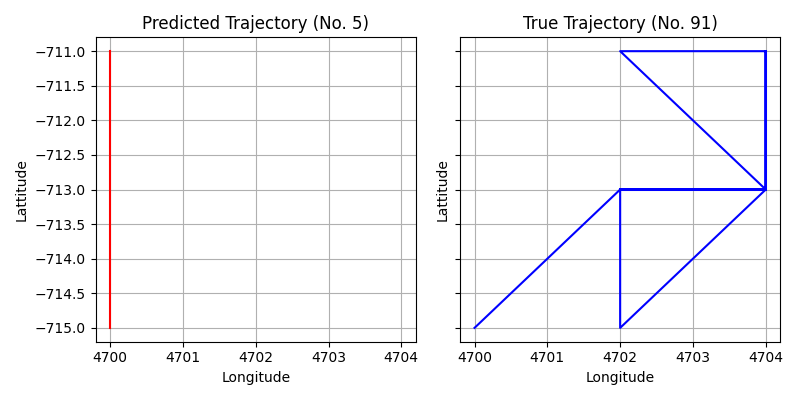 Predicted Trajectory (No. 5)
−711.0
−711.5
−712.0
−712.5
−713.0
−713.5
−714.0
−714.5
−715.0
Lattitude
4700 4701 4702 4703 4704
Longitude
True Trajectory (No. 91)
Lattitude
4700 4701 4702 4703 4704
Longitude